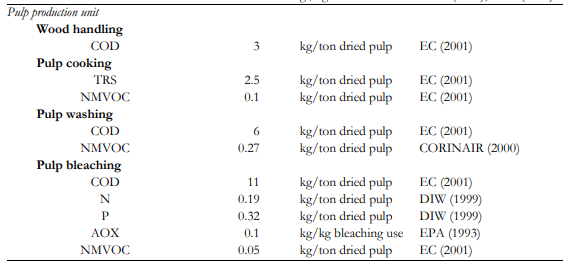 Pulp production unit
Wood handling
COD 3 kg/ton dried pulp EC (2001)
Pulp cooking
TRS 2.5 kg/ton dried pulp EC (2001)
NMVOC 0.1 kg/ton dried pulp EC (2001)
Pulp washing
COD 6 kg/ton dried pulp EC (2001)
NMVOC 0.27 kg/ton dried pulp CORINAIR (2000)
Pulp bleaching
COD 11 kg/ton dried pulp EC (2001)
N 0.19 kg/ton dried pulp DIW (1999)
P 0.32 kg/ton dried pulp DIW (1999)
AOX 0.1 kg/kg bleaching use EPA (1993)
NMVOC 0.05 kg/ton dried pulp EC (2001)